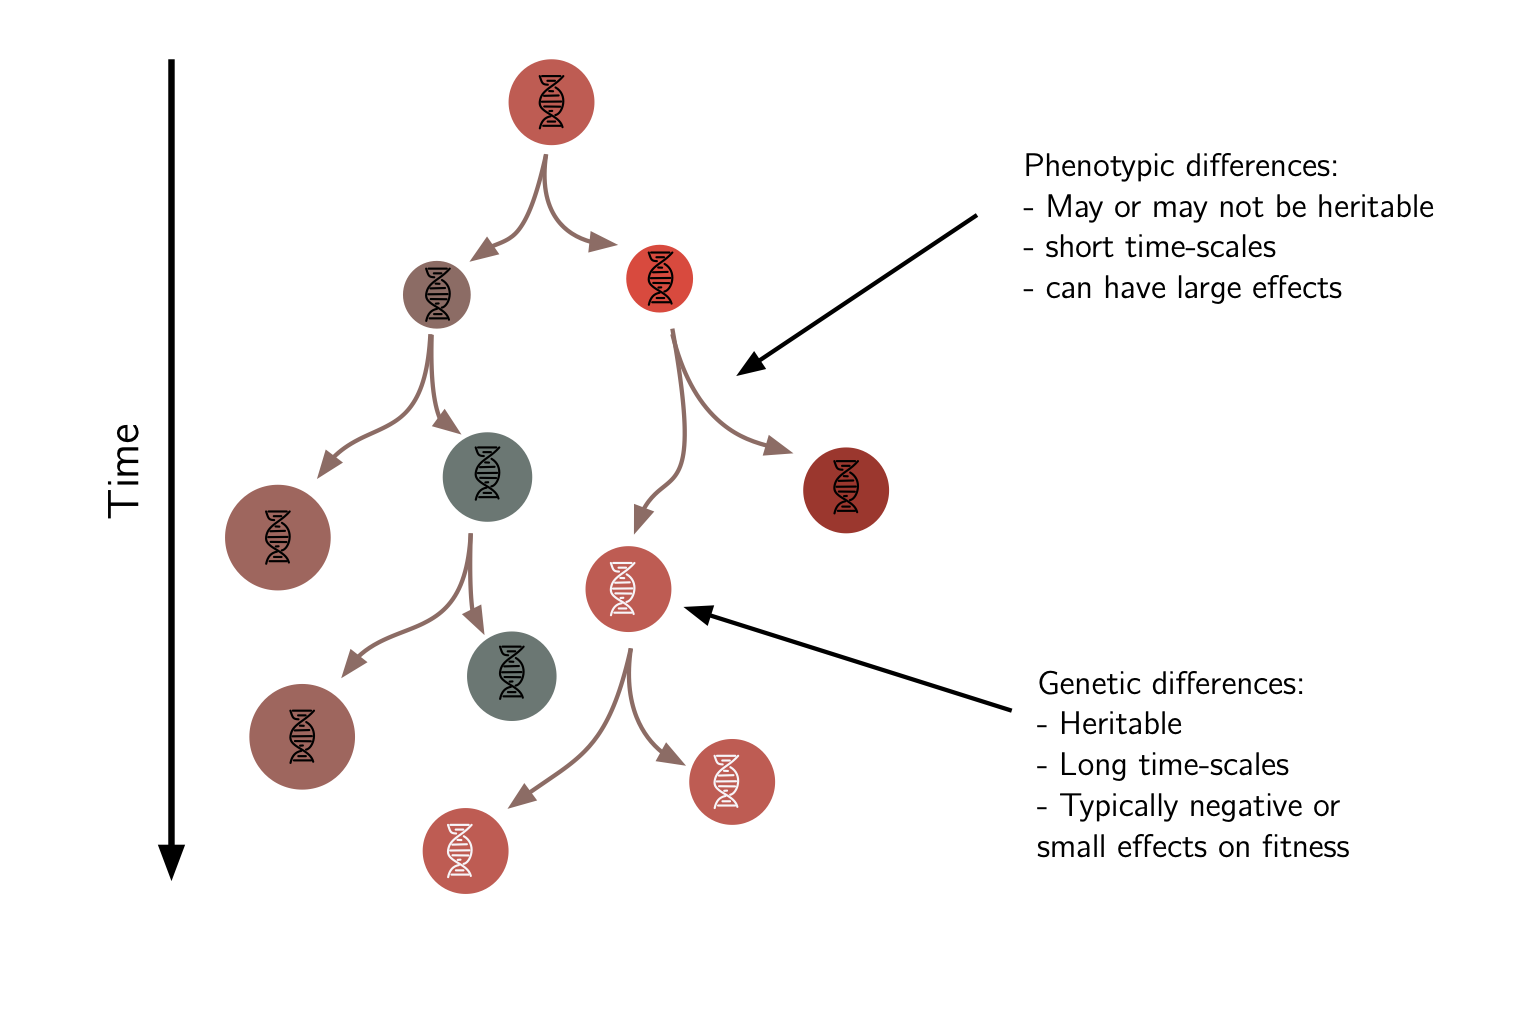 Phenotypic differences:
- May or may not be heritable
- short time-scales
- can have large effects
Time
Genetic differences:
- Heritable
- Long time-scales
- Typically negative or
small effects on fitness